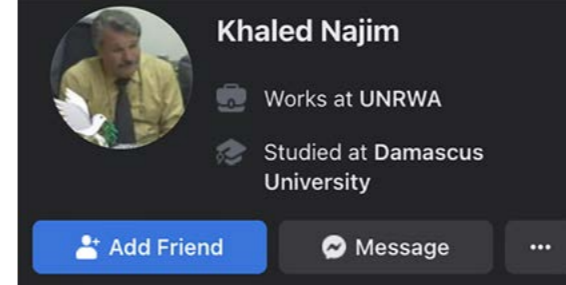 Khaled Najim
Works at UNRWA
Studied at Damascus
University
Add Friend
Message